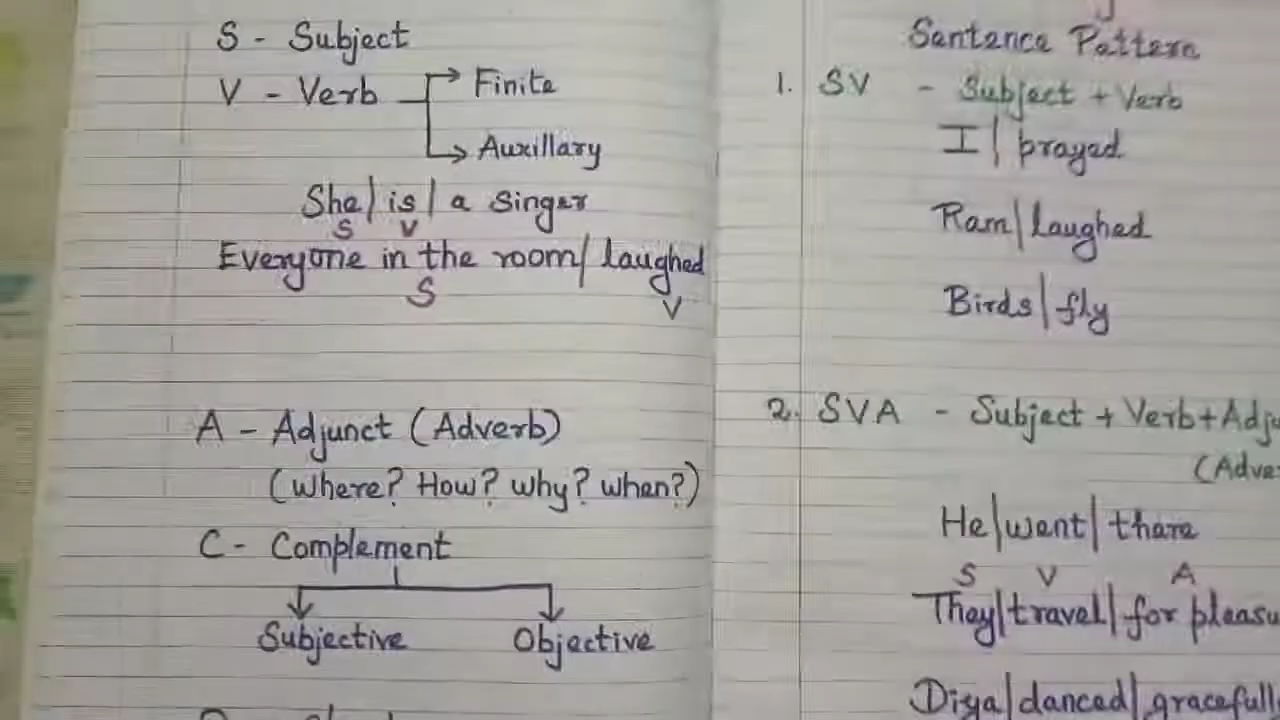 S - Subject
V - Verb
Finite
Auxillary
She/is/a singer
S V
Everyone in the room/laughed
S V
A - Adjunct (Adverb)
(Where? How? why? when?)
C - Complement
Subjective Objective
Sentence Pattern
1. SV - Subject + Verb
I/prayed
Ram/laughed
Birds/fly
2. SVA - Subject + Verb + Adju
(Adve
He/went/there
S V A
They/travel/for pleasu
Diya/danced/gracefull